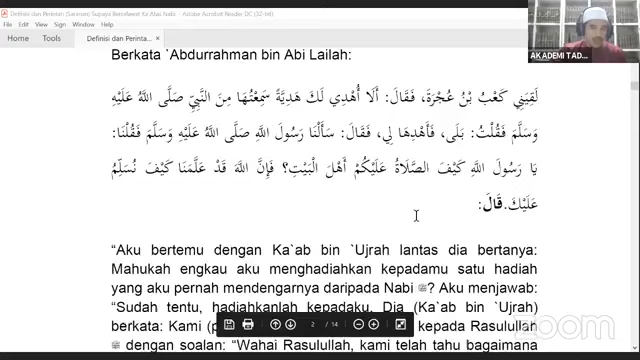 Definisi dan Perintah (Saranan) Supaya Berselawat Ke Atas Nabi - Adobe Acrobat Reader DC (32-bit)
File Edit View Sign Window Help
Home Tools Definisi dan Perinta... ×
AKADEMI TAD...
Berkata `Abdurrahman bin Abi Lailah:
لَقِيَنِي كَعْبُ بْنُ عُجْرَةَ، فَقَالَ: أَلَا أُهْدِي لَكَ هَدِيَّةً سَمِعْتُهَا مِنَ النَّبِيِّ صَلَّى اللَّهُ عَلَيْهِ
وَسَلَّمَ فَقُلْتُ: بَلَى، فَأَهْدِهَا لِي، فَقَالَ: سَأَلْنَا رَسُولَ اللَّهِ صَلَّى اللَّهُ عَلَيْهِ وَسَلَّمَ فَقُلْنَا:
يَا رَسُولَ اللَّهِ كَيْفَ الصَّلَاةُ عَلَيْكُمْ أَهْلَ الْبَيْتِ؟ فَإِنَّ اللَّهَ قَدْ عَلَّمَنَا كَيْفَ نُسَلِّمُ
عَلَيْكَ. قَالَ:
“Aku bertemu dengan Ka`ab bin `Ujrah lantas dia bertanya:
Mahukah engkau aku menghadiahkan kepadamu satu hadiah
yang aku pernah mendengarnya daripada Nabi ﷺ? Aku menjawab:
“Sudah tentu, hadiahkanlah kepadaku. Dia (Ka`ab bin `Ujrah)
berkata: Kami (p 2 / 14 kepada Rasulullah
ﷺ dengan soalan: “Wahai Rasulullah, kami telah tahu bagaimana
zoom